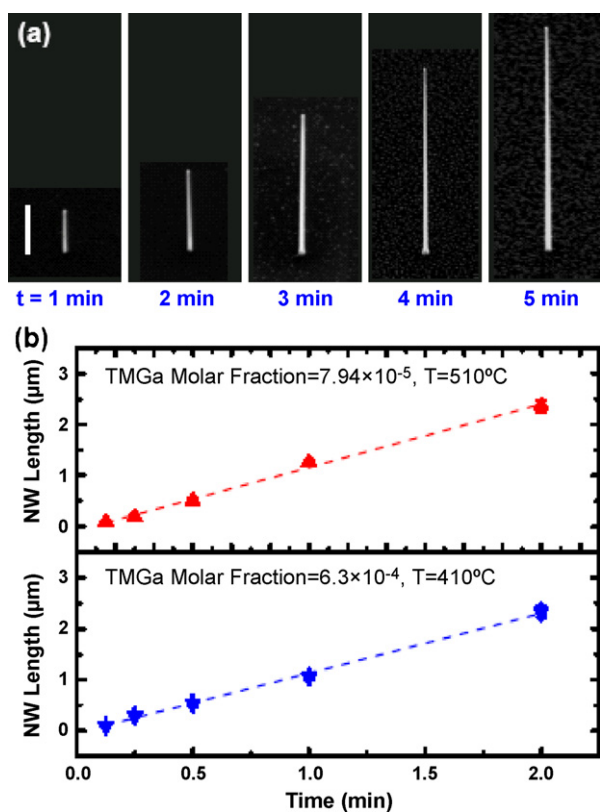 (a)
t = 1 min 2 min 3 min 4 min 5 min
(b)
NW Length (µm)
3
2
1
0
TMGa Molar Fraction=7.94×10⁻⁵, T=510ºC
NW Length (µm)
3
2
1
0
TMGa Molar Fraction=6.3×10⁻⁴, T=410ºC
0.0 0.5 1.0 1.5 2.0
Time (min)